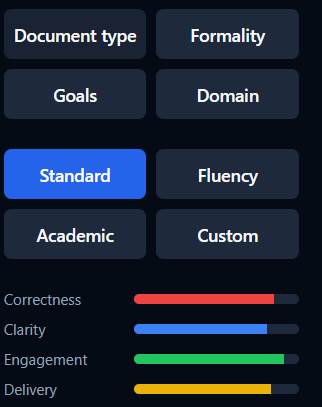 Document type
Formality
Goals
Domain
Standard
Fluency
Academic
Custom
Correctness
Clarity
Engagement
Delivery